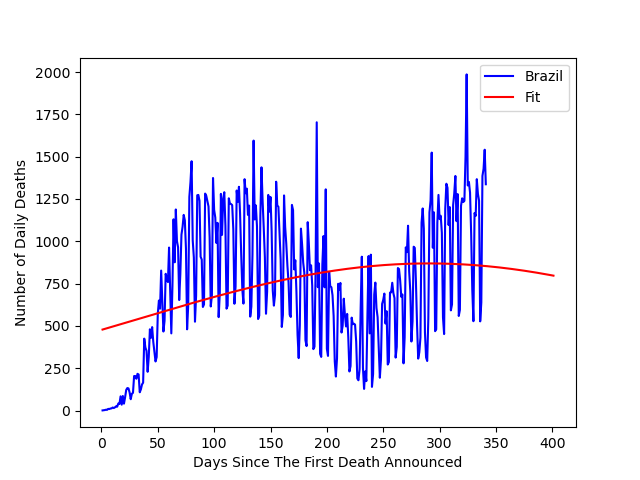 2000
1750
1500
1250
1000
750
500
250
0
Number of Daily Deaths
Brazil
Fit
0 50 100 150 200 250 300 350 400
Days Since The First Death Announced